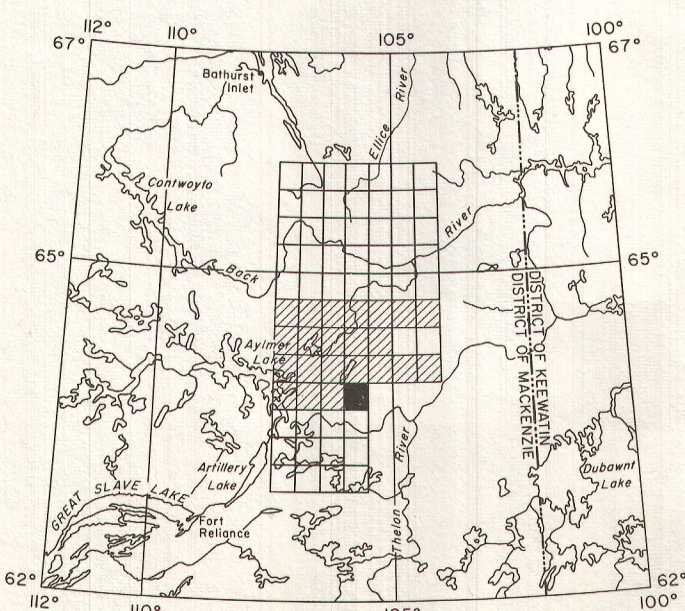 112°
110°
105°
100°
67°
67°
Bathurst
Inlet
Ellice River
Contwoyto
Lake
River
65°
65°
Back
DISTRICT OF KEEWATIN
DISTRICT OF MACKENZIE
Aylmer
Lake
Artillery
Lake
River
Dubawnt
Lake
GREAT SLAVE LAKE
Fort
Reliance
Thelon
62°
62°
112°
110°
105°
100°